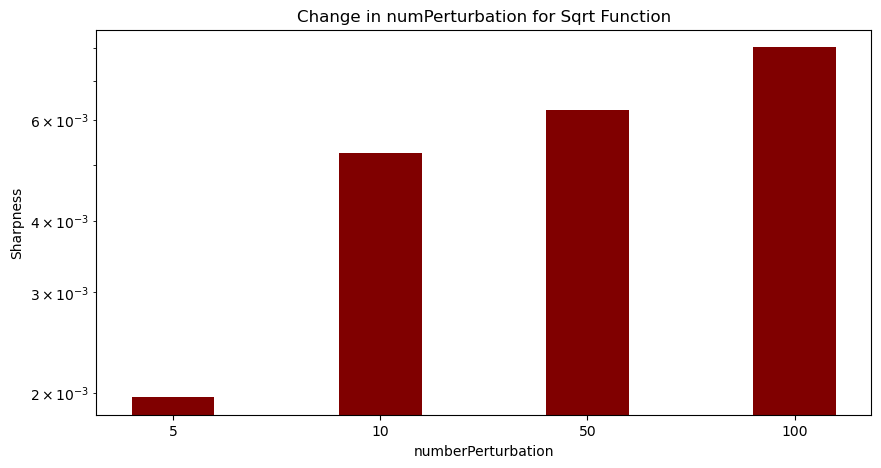 Change in numPerturbation for Sqrt Function
Sharpness
6 × 10⁻³
4 × 10⁻³
3 × 10⁻³
2 × 10⁻³
5 10 50 100
numberPerturbation